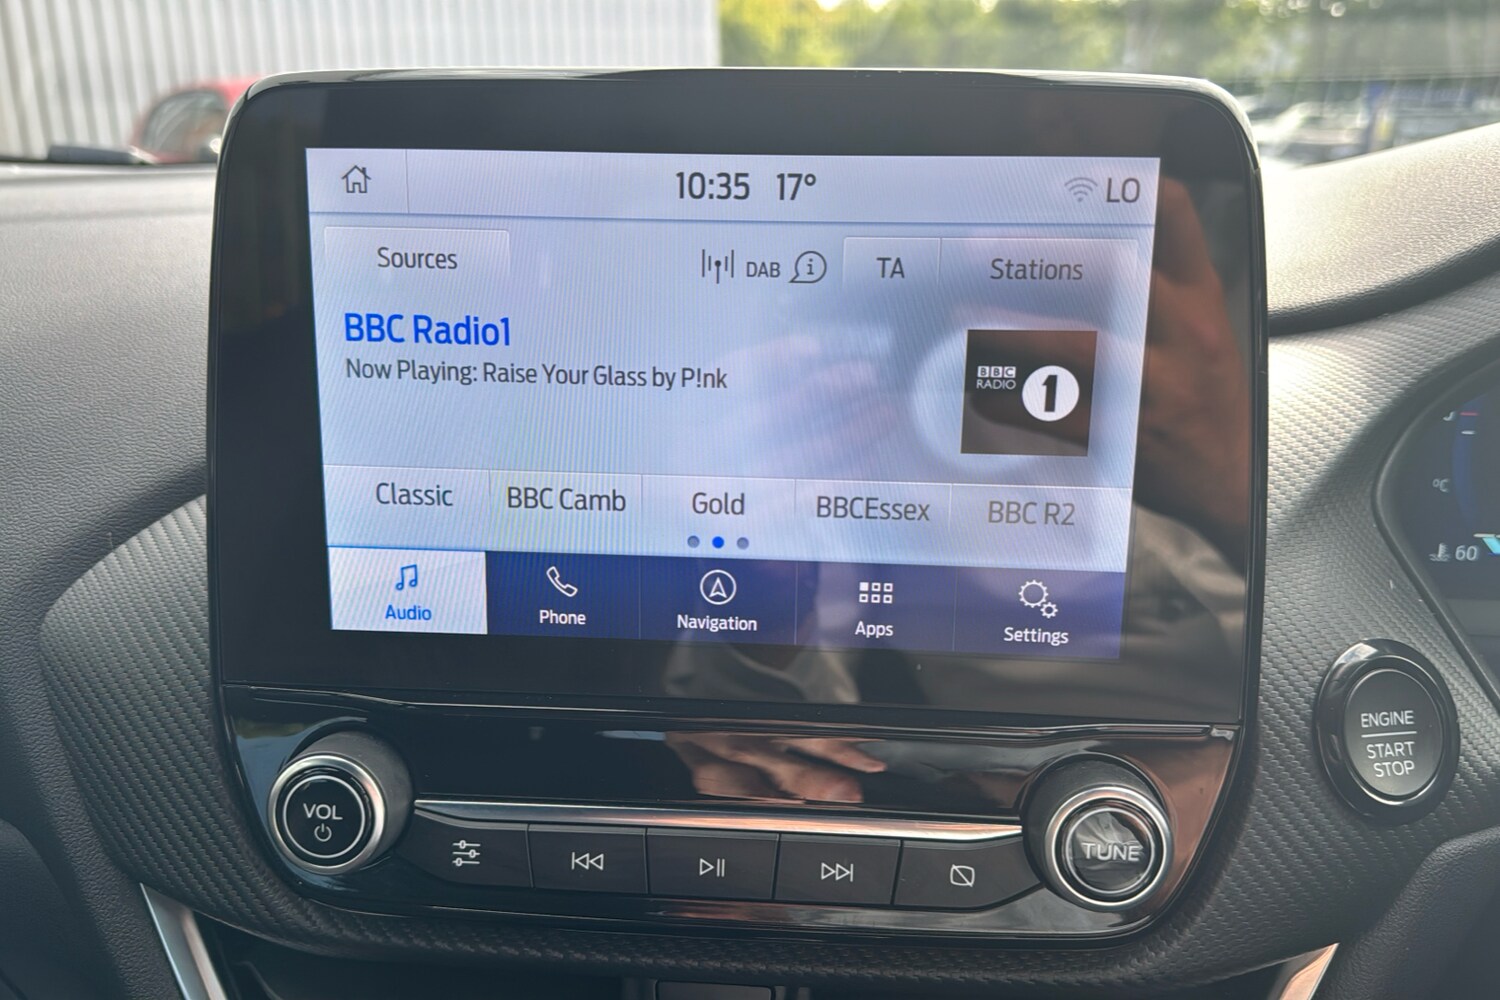 10:35 17° LO
Sources DAB TA Stations
BBC Radio1
Now Playing: Raise Your Glass by P!nk
BBC
RADIO 1
Classic BBC Camb Gold BBCEssex BBC R2
Audio Phone Navigation Apps Settings
°C
60
ENGINE
START
STOP
VOL
TUNE